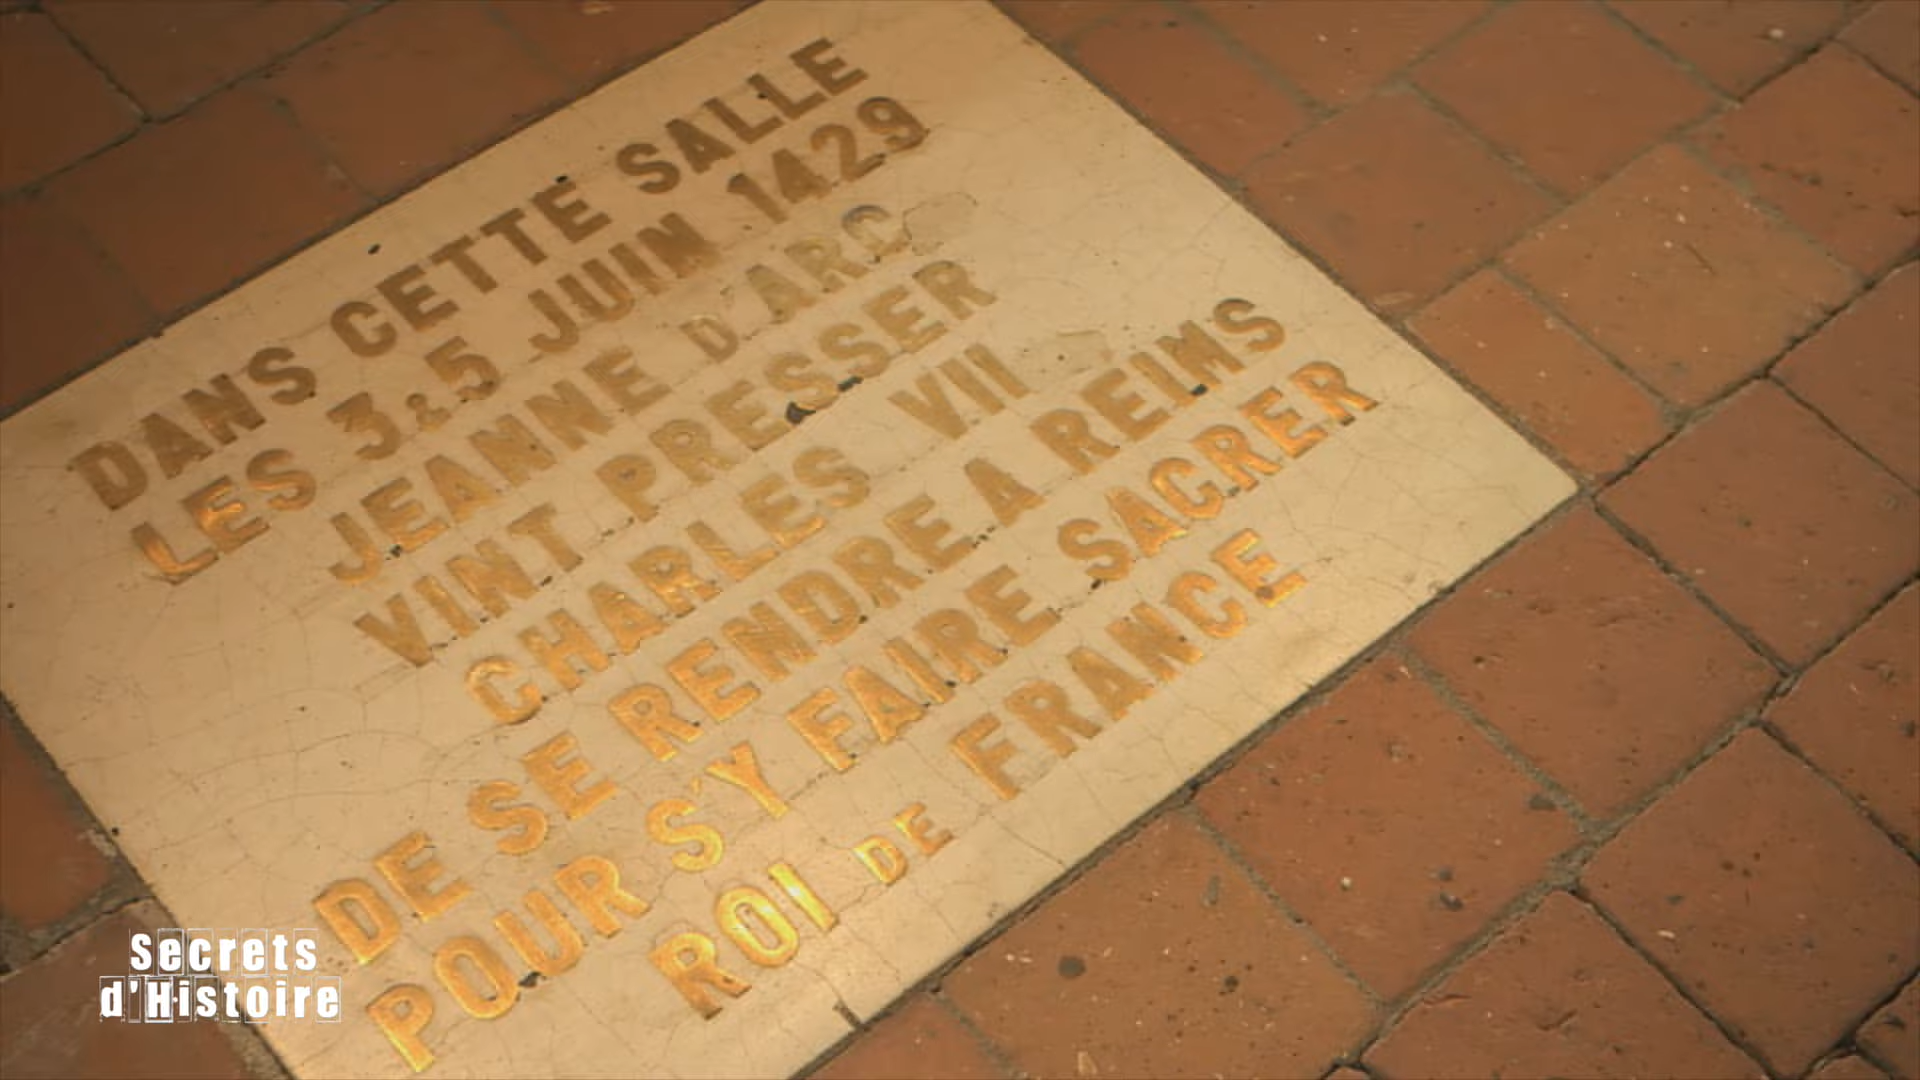 DANS CETTE SALLE
LES 3 & 5 JUIN 1429
JEANNE D'ARC
VINT PRESSER
CHARLES VII
DE SE RENDRE A REIMS
POUR S'Y FAIRE SACRER
ROI DE FRANCE
Secrets
d'Histoire